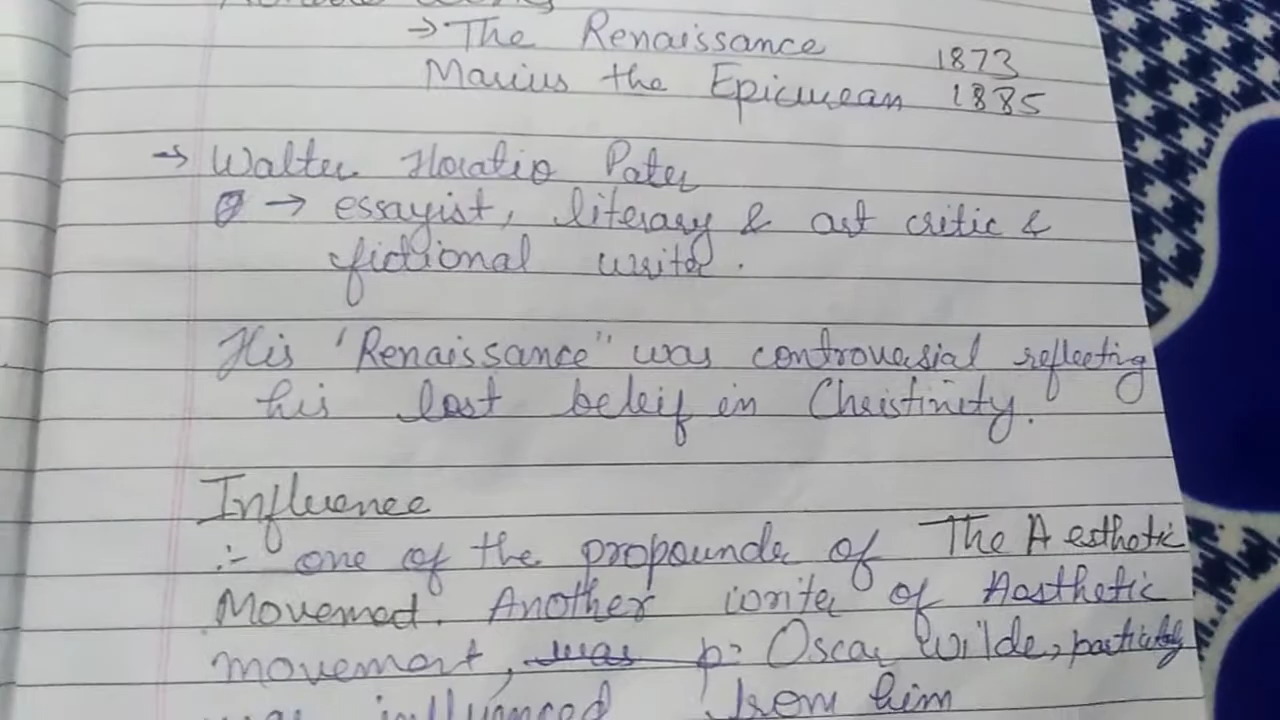 → The Renaissance 1873
Marius the Epicurean 1885
→ Walter Horatio Pater
→ essayist, literary & art critic &
fictional writer.
His 'Renaissance" was controversial reflecting
his lost beleif in Christinity.
Influence
:- one of the propounder of The Aesthetic
Movement. Another writer of Aasthetic
movement, was p: Oscar Wilde, particularly
influenced from him